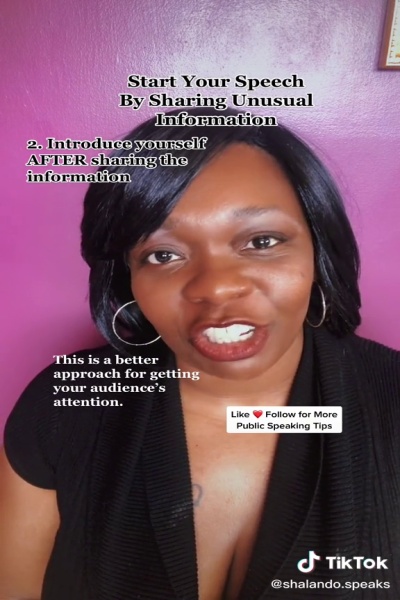 Start Your Speech
By Sharing Unusual
Information
2. Introduce yourself
AFTER sharing the
information
This is a better
approach for getting
your audience's
attention.
Like ❤️ Follow for More
Public Speaking Tips
TikTok
@shalando.speaks